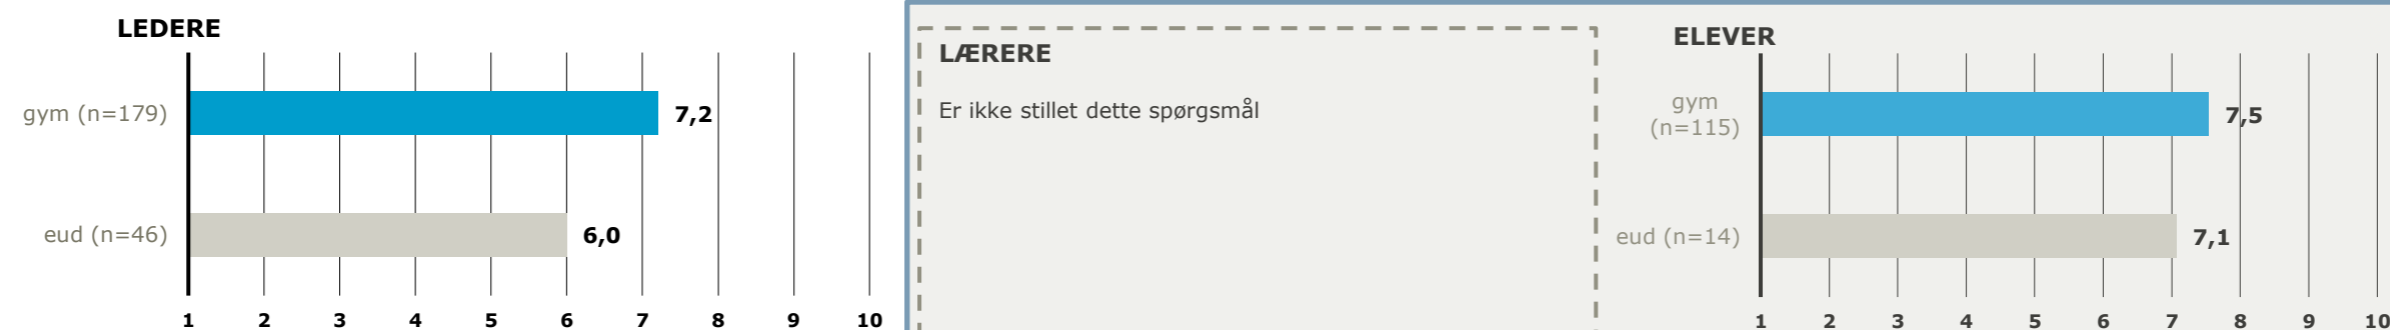 LEDERE
gym (n=179)
7,2
eud (n=46)
6,0
1 2 3 4 5 6 7 8 9 10
LÆRERE
Er ikke stillet dette spørgsmål
ELEVER
gym
(n=115)
7,5
eud (n=14)
7,1
1 2 3 4 5 6 7 8 9 10